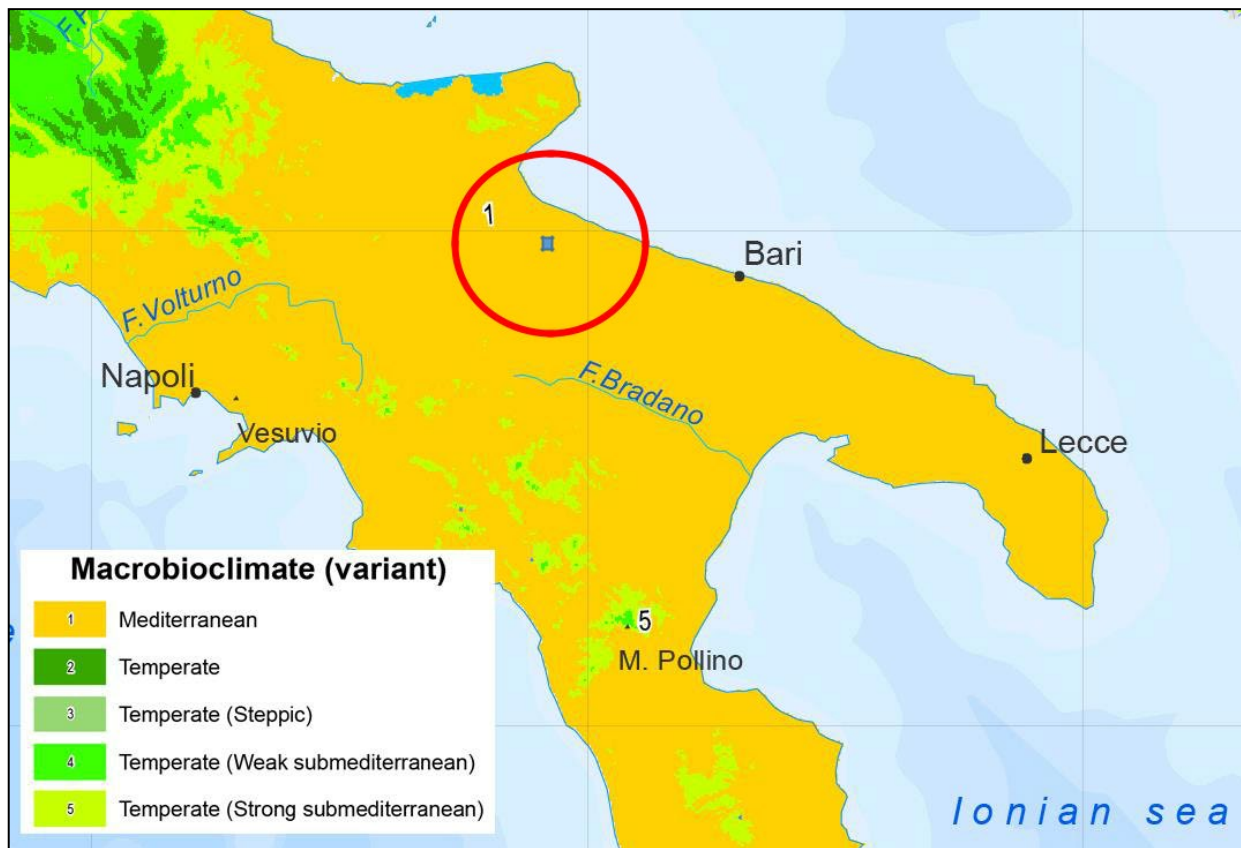 F.F
1
Bari
F.Volturno
Napoli
F.Bradano
Vesuvio
Lecce
5
M. Pollino
Macrobioclimate (variant)
1 Mediterranean
2 Temperate
3 Temperate (Steppic)
4 Temperate (Weak submediterranean)
5 Temperate (Strong submediterranean)
e
Ionian sea